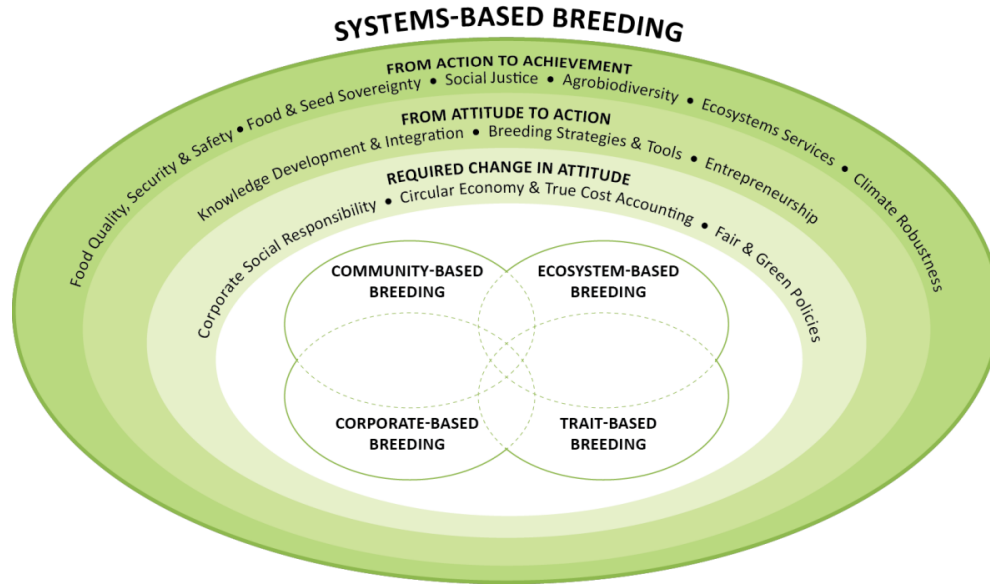 SYSTEMS-BASED BREEDING
FROM ACTION TO ACHIEVEMENT
Food Quality, Security & Safety • Food & Seed Sovereignty • Social Justice • Agrobiodiversity • Ecosystems Services • Climate Robustness
FROM ATTITUDE TO ACTION
Knowledge Development & Integration • Breeding Strategies & Tools • Entrepreneurship
REQUIRED CHANGE IN ATTITUDE
Corporate Social Responsibility • Circular Economy & True Cost Accounting • Fair & Green Policies
COMMUNITY-BASED
BREEDING
ECOSYSTEM-BASED
BREEDING
CORPORATE-BASED
BREEDING
TRAIT-BASED
BREEDING